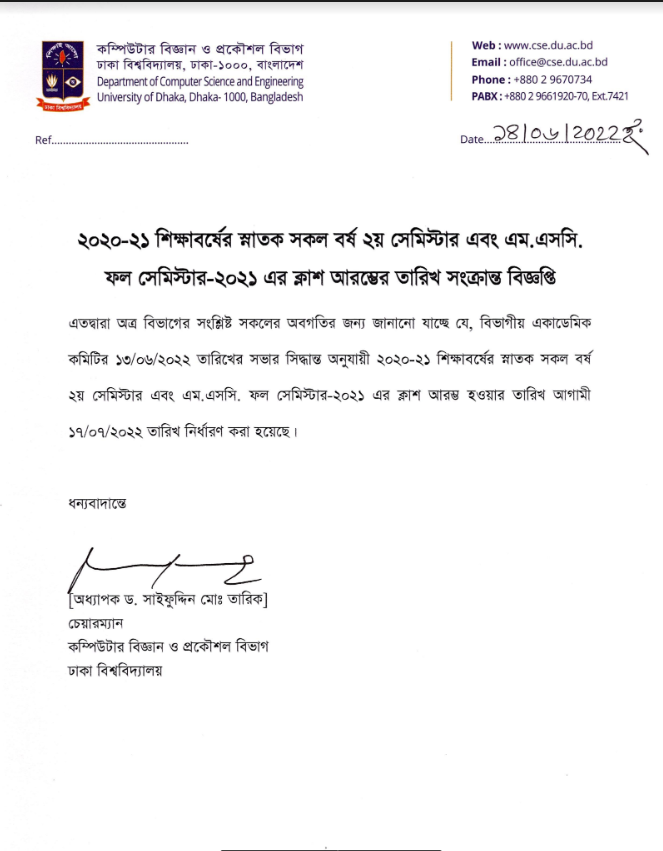 কম্পিউটার বিজ্ঞান ও প্রকৌশল বিভাগ
ঢাকা বিশ্ববিদ্যালয়, ঢাকা-১০০০, বাংলাদেশ
Department of Computer Science and Engineering
University of Dhaka, Dhaka- 1000, Bangladesh
Web : www.cse.du.ac.bd
Email : office@cse.du.ac.bd
Phone : +880 2 9670734
PABX : +880 2 9661920-70, Ext.7421
Ref................................................
Date...১৪/০৬/2022ইং
২০২০-২১ শিক্ষাবর্ষের স্নাতক সকল বর্ষ ২য় সেমিস্টার এবং এম.এসসি.
ফল সেমিস্টার-২০২১ এর ক্লাশ আরম্ভের তারিখ সংক্রান্ত বিজ্ঞপ্তি
এতদ্বারা অত্র বিভাগের সংশ্লিষ্ট সকলের অবগতির জন্য জানানো যাচ্ছে যে, বিভাগীয় একাডেমিক
কমিটির ১৩/০৬/২০২২ তারিখের সভার সিদ্ধান্ত অনুযায়ী ২০২০-২১ শিক্ষাবর্ষের স্নাতক সকল বর্ষ
২য় সেমিস্টার এবং এম.এসসি. ফল সেমিস্টার-২০২১ এর ক্লাশ আরম্ভ হওয়ার তারিখ আগামী
১৭/০৭/২০২২ তারিখ নির্ধারণ করা হয়েছে।
ধন্যবাদান্তে
[অধ্যাপক ড. সাইফুদ্দিন মোঃ তারিক]
চেয়ারম্যান
কম্পিউটার বিজ্ঞান ও প্রকৌশল বিভাগ
ঢাকা বিশ্ববিদ্যালয়